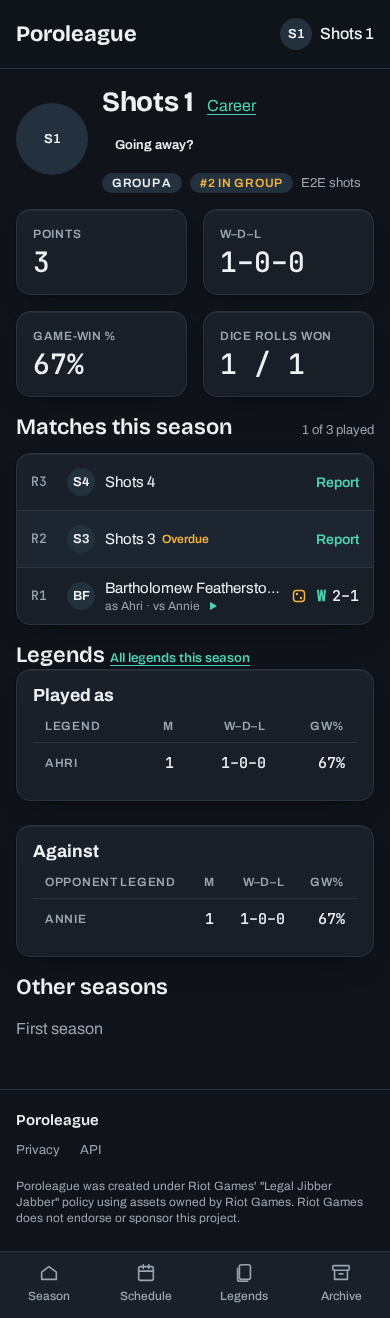 Poroleague
S1 Shots 1
S1
Shots 1 Career
Going away?
GROUP A #2 IN GROUP E2E shots
POINTS
3
W–D–L
1–0–0
GAME-WIN %
67%
DICE ROLLS WON
1 / 1
Matches this season 1 of 3 played
R3 S4 Shots 4 Report
R2 S3 Shots 3 Overdue Report
R1 BF Bartholomew Feathersto... W 2–1
as Ahri · vs Annie
Legends All legends this season
Played as
LEGEND M W–D–L GW%
AHRI 1 1–0–0 67%
Against
OPPONENT LEGEND M W–D–L GW%
ANNIE 1 1–0–0 67%
Other seasons
First season
Poroleague
Privacy API
Poroleague was created under Riot Games' "Legal Jibber
Jabber" policy using assets owned by Riot Games. Riot Games
does not endorse or sponsor this project.
Season Schedule Legends Archive